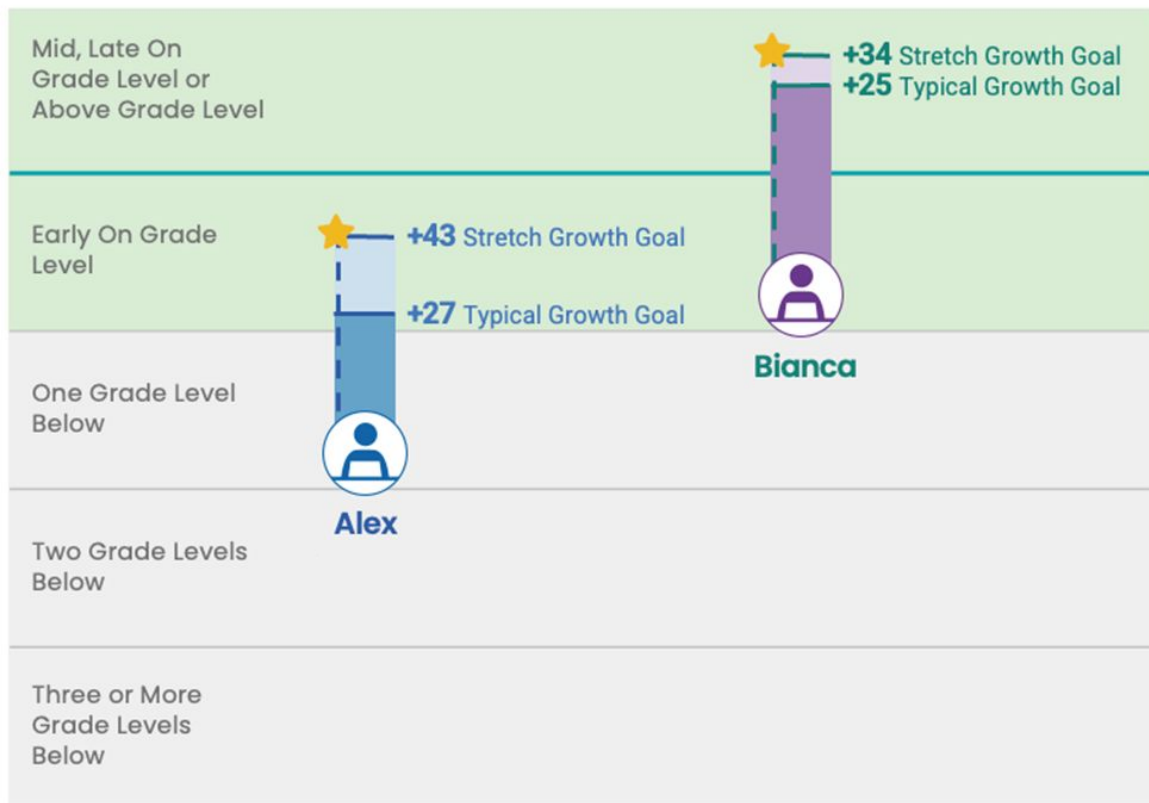 Mid, Late On
Grade Level or
Above Grade Level
+34 Stretch Growth Goal
+25 Typical Growth Goal
Early On Grade
Level
+43 Stretch Growth Goal
+27 Typical Growth Goal
Bianca
One Grade Level
Below
Alex
Two Grade Levels
Below
Three or More
Grade Levels
Below